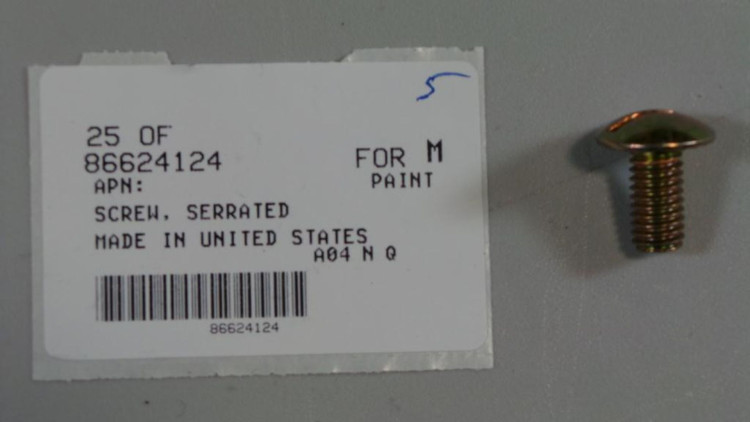 5
25 OF
86624124
FOR M
APN:
PAINT
SCREW, SERRATED
MADE IN UNITED STATES
A04 N Q
86624124